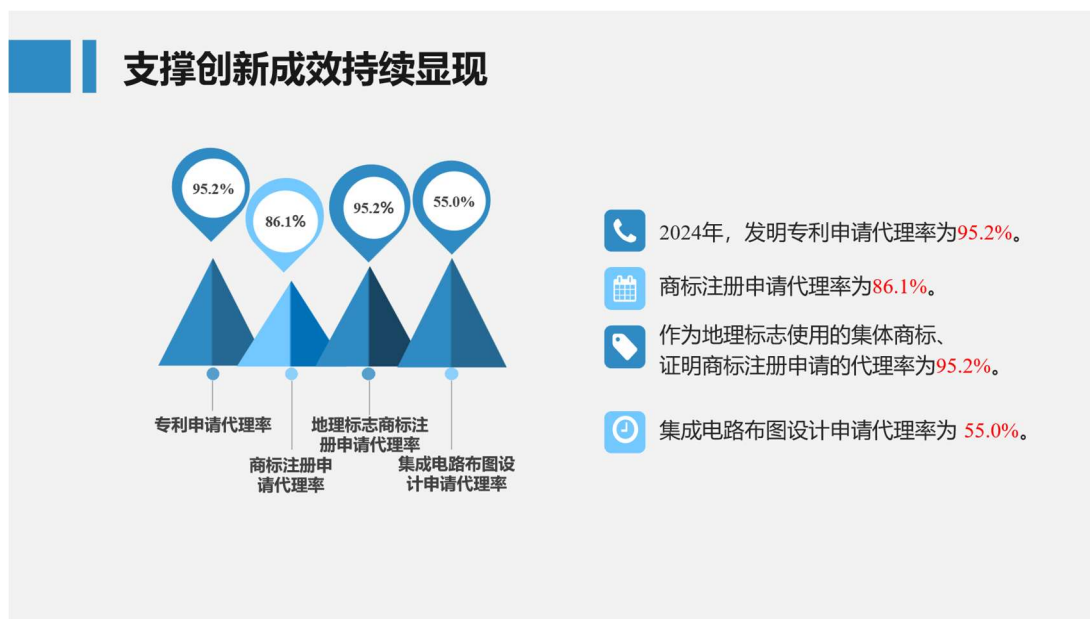 支撑创新成效持续显现
95.2%
86.1%
95.2%
55.0%
专利申请代理率
商标注册申
请代理率
地理标志商标注
册申请代理率
集成电路布图设
计申请代理率
2024年，发明专利申请代理率为95.2%。
商标注册申请代理率为86.1%。
作为地理标志使用的集体商标、
证明商标注册申请的代理率为95.2%。
集成电路布图设计申请代理率为 55.0%。